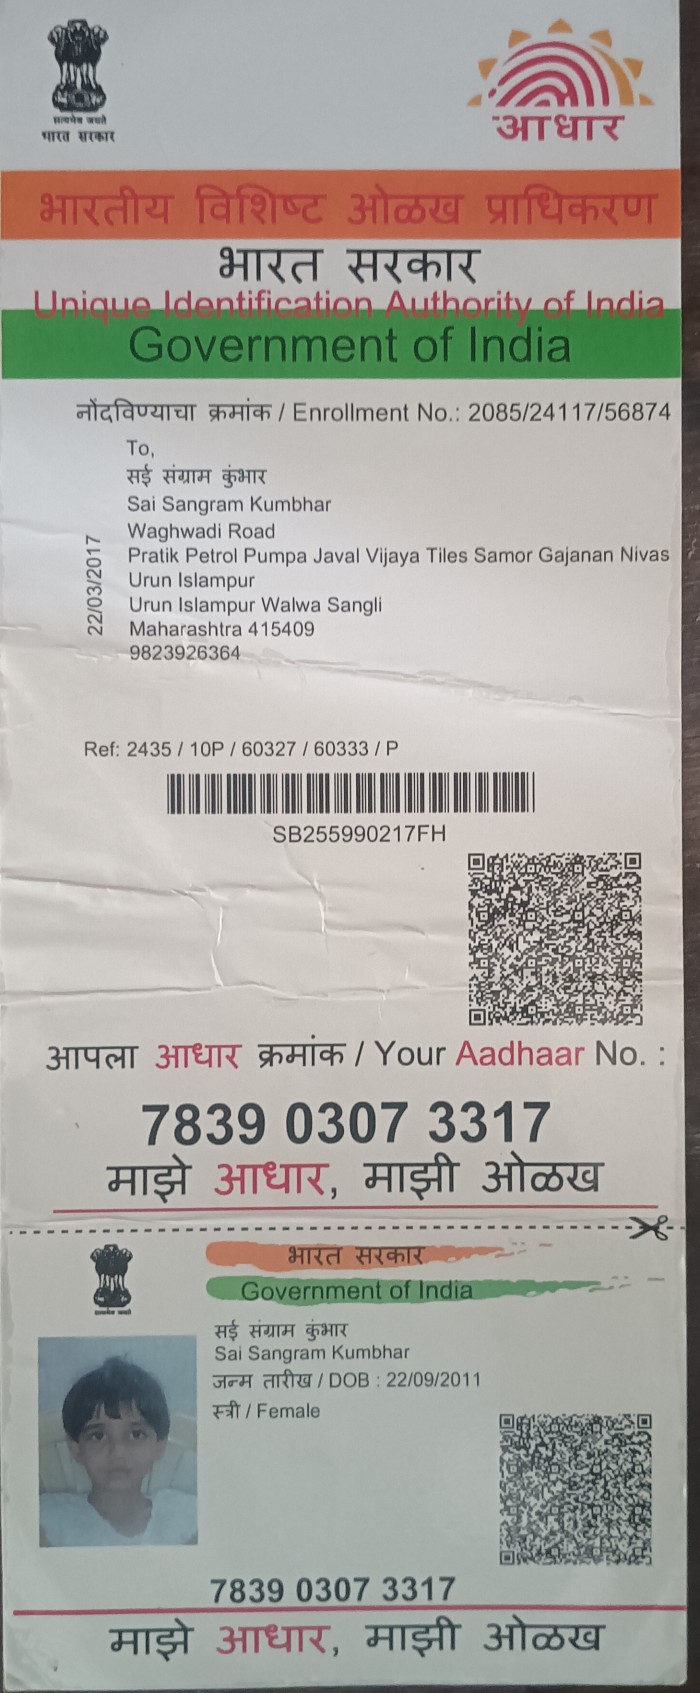 सत्यमेव जयते
भारत सरकार
आधार
भारतीय विशिष्ट ओळख प्राधिकरण
भारत सरकार
Unique Identification Authority of India
Government of India
नोंदविण्याचा क्रमांक / Enrollment No.: 2085/24117/56874
22/03/2017
To,
सई संग्राम कुंभार
Sai Sangram Kumbhar
Waghwadi Road
Pratik Petrol Pumpa Javal Vijaya Tiles Samor Gajanan Nivas
Urun Islampur
Urun Islampur Walwa Sangli
Maharashtra 415409
9823926364
Ref: 2435 / 10P / 60327 / 60333 / P
SB255990217FH
आपला आधार क्रमांक / Your Aadhaar No. :
7839 0307 3317
माझे आधार, माझी ओळख
भारत सरकार
Government of India
सई संग्राम कुंभार
Sai Sangram Kumbhar
जन्म तारीख / DOB : 22/09/2011
स्त्री / Female
7839 0307 3317
माझे आधार, माझी ओळख